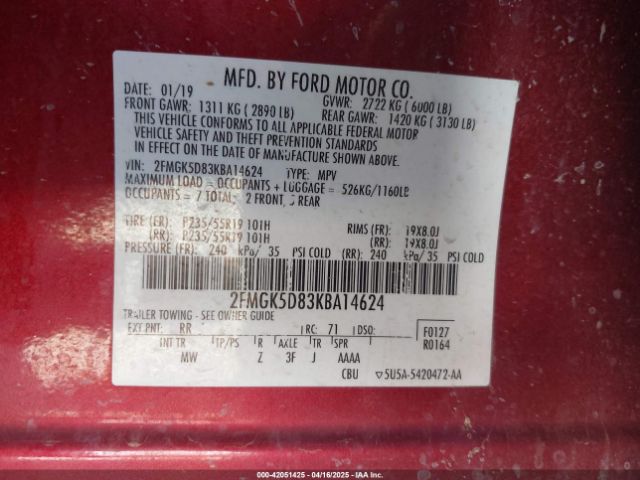 MFD. BY FORD MOTOR CO.
DATE: 01/19 GVWR: 2722 KG ( 6000 LB)
FRONT GAWR: 1311 KG ( 2890 LB) REAR GAWR: 1420 KG ( 3130 LB)
THIS VEHICLE CONFORMS TO ALL APPLICABLE FEDERAL MOTOR
VEHICLE SAFETY AND THEFT PREVENTION STANDARDS
IN EFFECT ON THE DATE OF MANUFACTURE SHOWN ABOVE.
VIN: 2FMGK5D83KBA14624 TYPE: MPV
MAXIMUM LOAD = OCCUPANTS + LUGGAGE = 526KG/1160LB
OCCUPANTS = 7 TOTAL: 2 FRONT, 5 REAR
TIRE (FR): P235/55R19 101H RIMS (FR): 19X8.0J
(RR): P235/55R19 101H (RR): 19X8.0J
PRESSURE (FR): 240 kPa/ 35 PSI COLD (RR): 240 kPa/ 35 PSI COLD
2FMGK5D83KBA14624
TRAILER TOWING - SEE OWNER GUIDE
EXT PNT: RR RC: 71 DSO: F0127
INT TR TP/PS R AXLE TR SPR R0164
MW Z 3F J AAAA
CBU ▽5U5A-5420472-AA
000-42051425 - 04/16/2025 - IAAI.COM